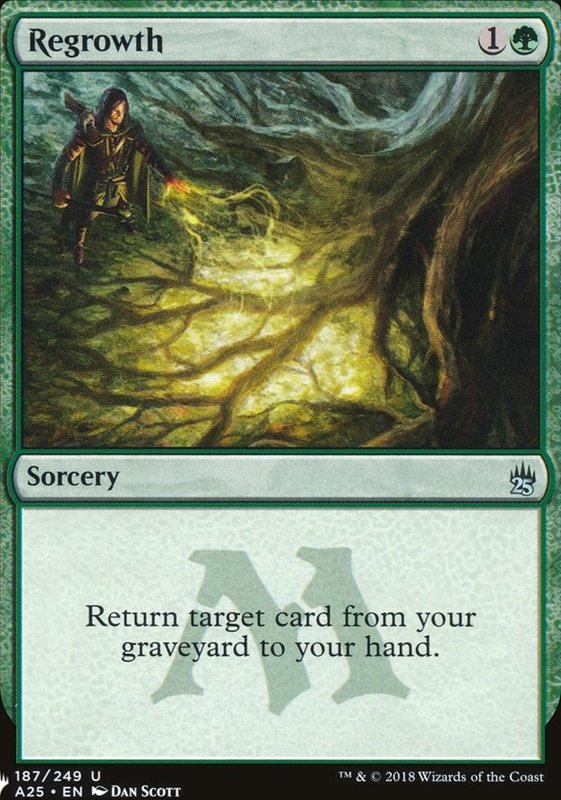 Regrowth 1
Sorcery
25
M
Return target card from your
graveyard to your hand.
187/249 U
A25 • EN Dan Scott
™ & © 2018 Wizards of the Coast